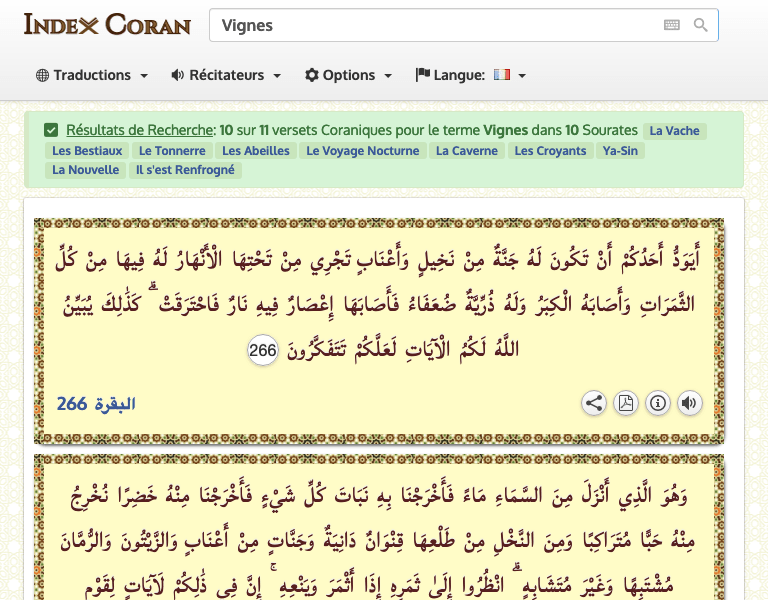 INDEX CORAN
Vignes
Traductions
Récitateurs
Options
Langue:
Résultats de Recherche: 10 sur 11 versets Coraniques pour le terme Vignes dans 10 Sourates La Vache
Les Bestiaux Le Tonnerre Les Abeilles Le Voyage Nocturne La Caverne Les Croyants Ya-Sin
La Nouvelle Il s'est Renfrogné
أَيَوَدُّ أَحَدُكُمْ أَنْ تَكُونَ لَهُ جَنَّةٌ مِنْ نَخِيلٍ وَأَعْنَابٍ تَجْرِي مِنْ تَحْتِهَا الْأَنْهَارُ لَهُ فِيهَا مِنْ كُلِّ
الثَّمَرَاتِ وَأَصَابَهُ الْكِبَرُ وَلَهُ ذُرِّيَّةٌ ضُعَفَاءُ فَأَصَابَهَا إِعْصَارٌ فِيهِ نَارٌ فَاحْتَرَقَتْ ۗ كَذَٰلِكَ يُبَيِّنُ
اللَّهُ لَكُمُ الْآيَاتِ لَعَلَّكُمْ تَتَفَكَّرُونَ 266
البقرة 266
وَهُوَ الَّذِي أَنْزَلَ مِنَ السَّمَاءِ مَاءً فَأَخْرَجْنَا بِهِ نَبَاتَ كُلِّ شَيْءٍ فَأَخْرَجْنَا مِنْهُ خَضِرًا نُخْرِجُ
مِنْهُ حَبًّا مُتَرَاكِبًا وَمِنَ النَّخْلِ مِنْ طَلْعِهَا قِنْوَانٌ دَانِيَةٌ وَجَنَّاتٍ مِنْ أَعْنَابٍ وَالزَّيْتُونَ وَالرُّمَّانَ
مُشْتَبِهًا وَغَيْرَ مُتَشَابِهٍ ۗ انْظُرُوا إِلَىٰ ثَمَرِهِ إِذَا أَثْمَرَ وَيَنْعِهِ ۚ إِنَّ فِي ذَٰلِكُمْ لَآيَاتٍ لِقَوْمٍ